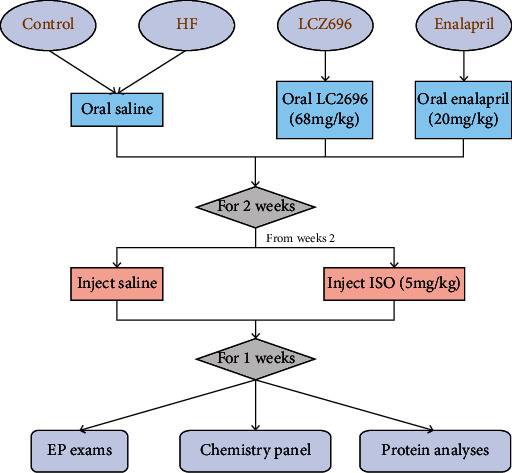 Control
HF
LCZ696
Enalapril
Oral saline
Oral LC2696
(68mg/kg)
Oral enalapril
(20mg/kg)
For 2 weeks
From weeks 2
Inject saline
Inject ISO (5mg/kg)
For 1 weeks
EP exams
Chemistry panel
Protein analyses